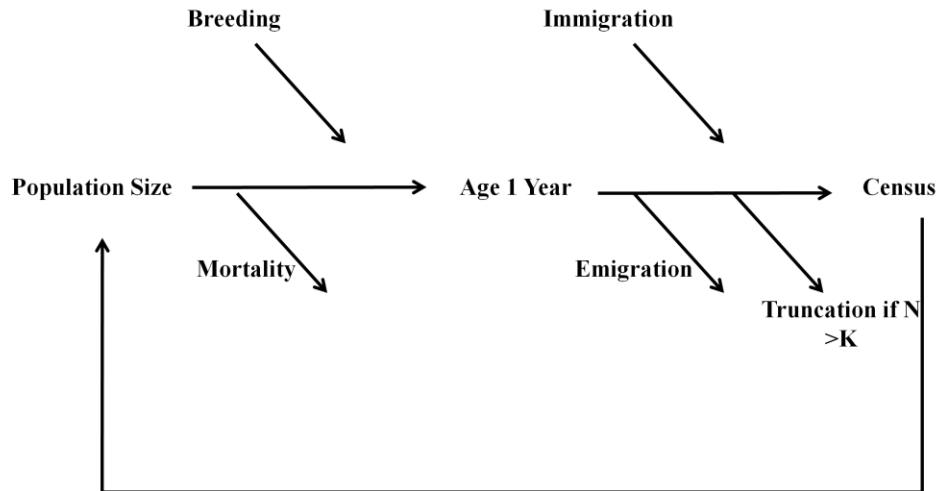 Breeding
Immigration
Population Size
Age 1 Year
Census
Mortality
Emigration
Truncation if N
>K